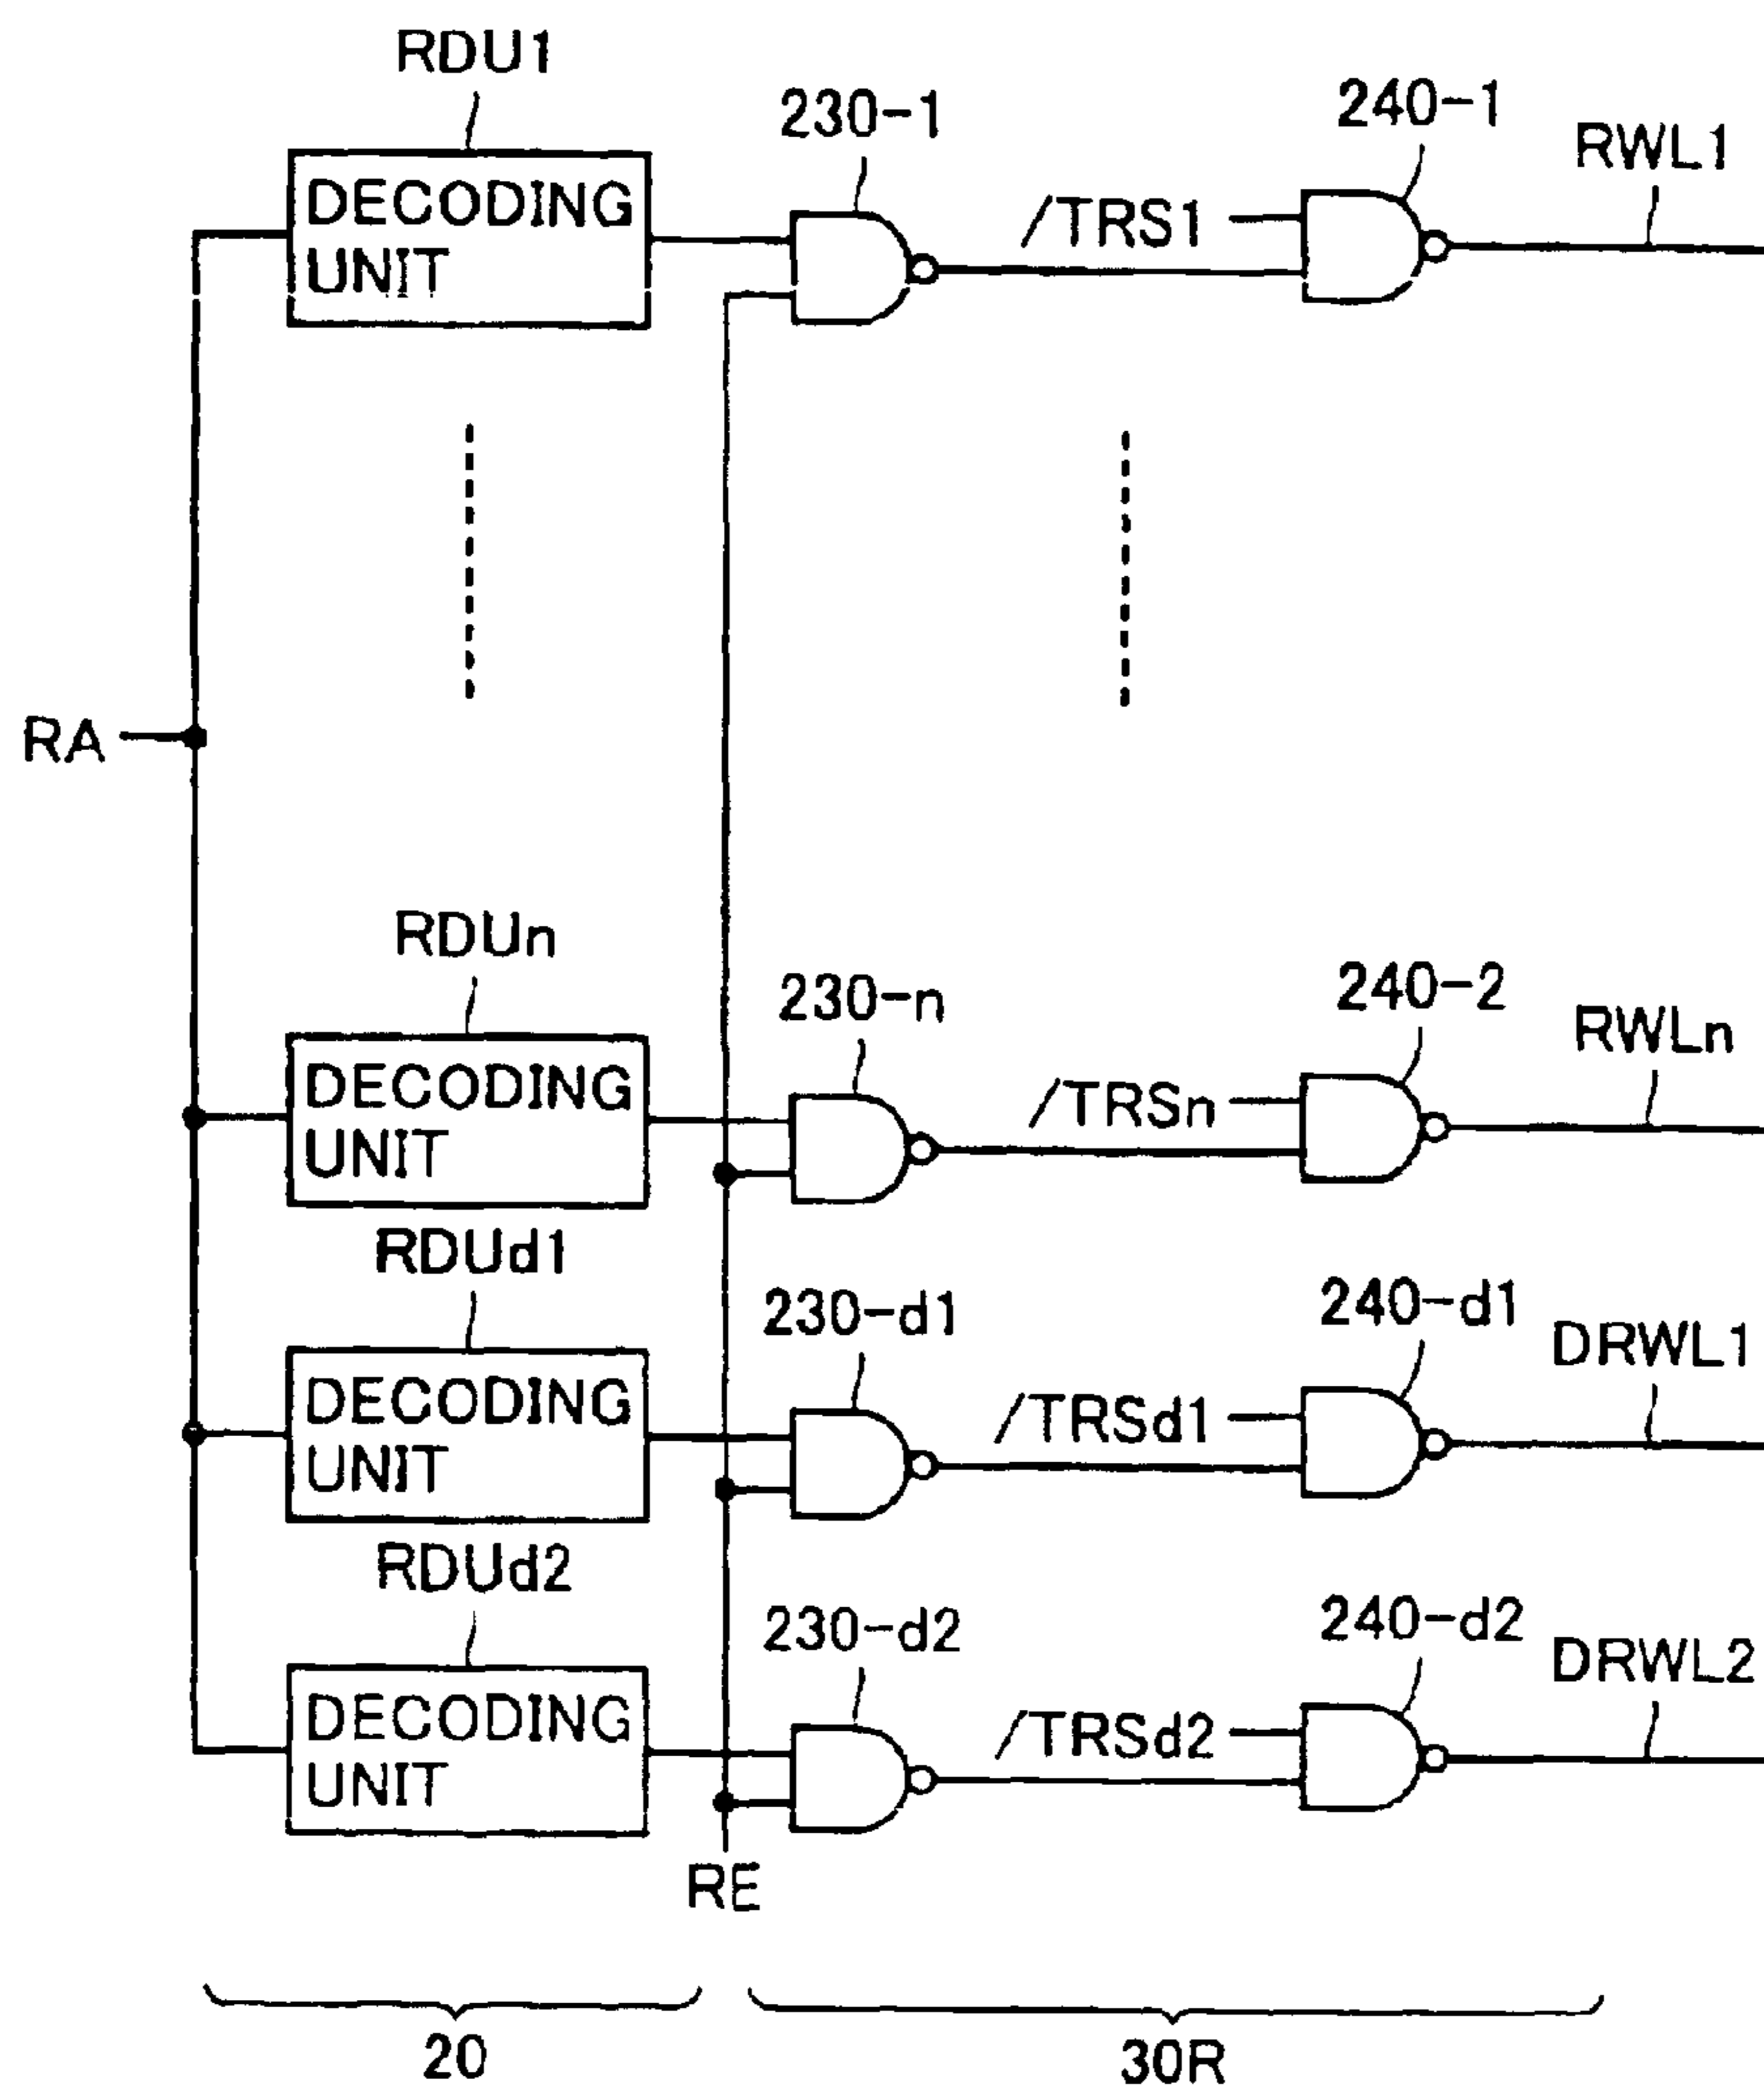 RDU1
230-1
240-1
RWL1
DECODING
UNIT
/TRS1
RA
RDUn
230-n
240-2
RWLn
DECODING
UNIT
/TRSn
RDUd1
230-d1
240-d1
DRWL1
DECODING
UNIT
/TRSd1
RDUd2
230-d2
240-d2
DRWL2
DECODING
UNIT
/TRSd2
RE
20
30R